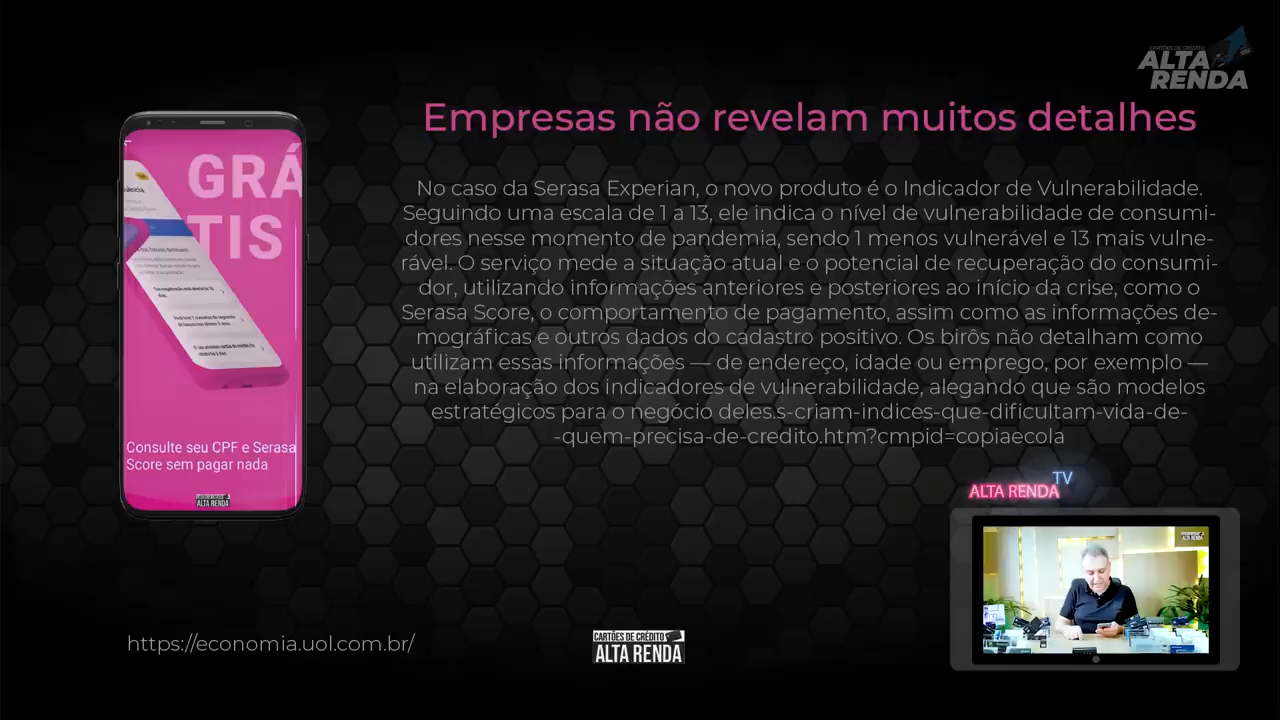 CARTÕES DE CRÉDITO
ALTA
RENDA
Empresas não revelam muitos detalhes
No caso da Serasa Experian, o novo produto é o Indicador de Vulnerabilidade.
Seguindo uma escala de 1 a 13, ele indica o nível de vulnerabilidade de consumi-
dores nesse momento de pandemia, sendo 1 menos vulnerável e 13 mais vulne-
rável. O serviço mede a situação atual e o potencial de recuperação do consumi-
dor, utilizando informações anteriores e posteriores ao início da crise, como o
Serasa Score, o comportamento de pagamento, assim como as informações de-
mográficas e outros dados do cadastro positivo. Os birôs não detalham como
utilizam essas informações — de endereço, idade ou emprego, por exemplo —
na elaboração dos indicadores de vulnerabilidade, alegando que são modelos
estratégicos para o negócio deles.s-criam-indices-que-dificultam-vida-de-
-quem-precisa-de-credito.htm?cmpid=copiaecola
GRÁ
TIS
Consulte seu CPF e Serasa
Score sem pagar nada
ALTA RENDA
TV
ALTA RENDA
https://economia.uol.com.br/
CARTÕES DE CRÉDITO
ALTA RENDA